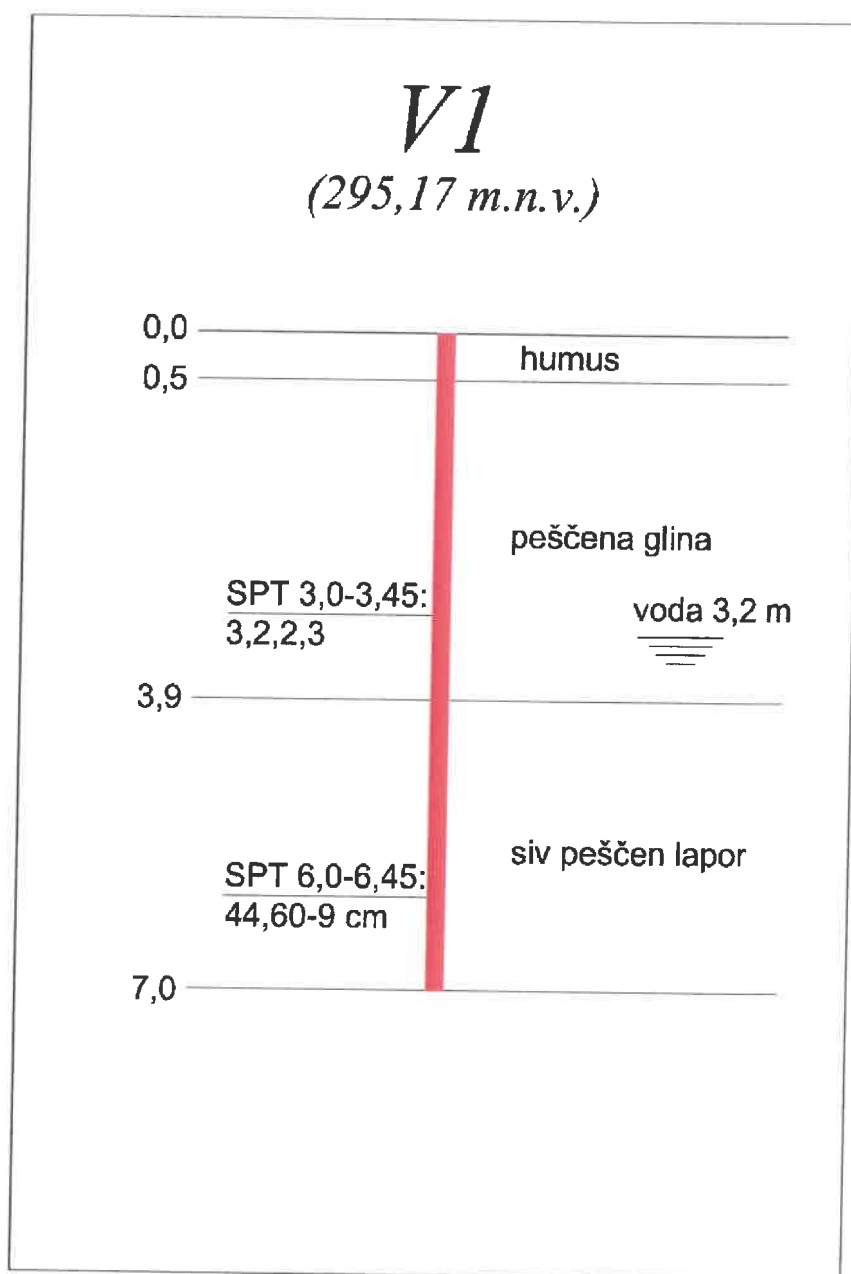 V1
(295,17 m.n.v.)
0,0
humus
0,5
peščena glina
SPT 3,0-3,45:
3,2,2,3
voda 3,2 m
3,9
siv peščen lapor
SPT 6,0-6,45:
44,60-9 cm
7,0